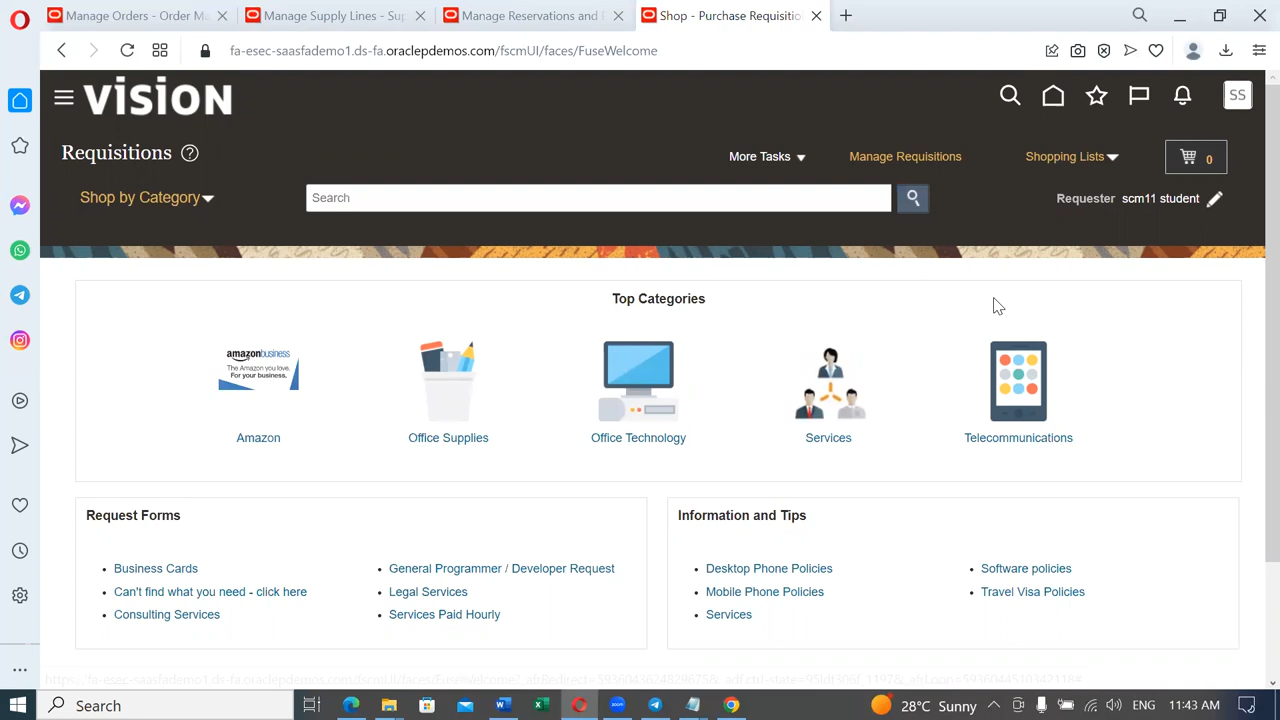 Manage Orders - Order M
Manage Supply Lines - Sup
Manage Reservations and
Shop - Purchase Requisitio
fa-esec-saasfademo1.ds-fa.oraclepdemos.com/fscmUI/faces/FuseWelcome
VISION
SS
Requisitions
More Tasks
Manage Requisitions
Shopping Lists
0
Shop by Category
Search
Requester scm11 student
Top Categories
amazonbusiness
The Amazon you love.
For your business.
Amazon
Office Supplies
Office Technology
Services
Telecommunications
Request Forms
Business Cards
Can't find what you need - click here
Consulting Services
General Programmer / Developer Request
Legal Services
Services Paid Hourly
Information and Tips
Desktop Phone Policies
Mobile Phone Policies
Services
Software policies
Travel Visa Policies
Search
28°C Sunny
ENG
11:43 AM